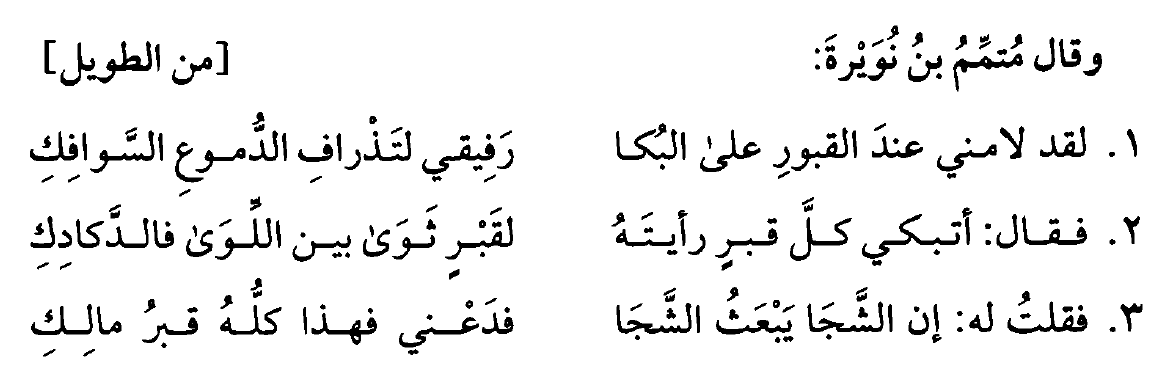 وقال مُتمِّمُ بنُ نُوَيْرةَ: [من الطويل]
١. لقد لامني عندَ القبورِ علىٰ البُكا رَفِيقي لتَذْرافِ الدُّموعِ السَّوافِكِ
٢. فقال: أتبكي كلَّ قبرٍ رأيتَهُ لقَبْرٍ ثَوَىٰ بين اللِّوَىٰ فالدَّكادِكِ
٣. فقلتُ له: إن الشَّجَا يَبْعَثُ الشَّجَا فدَعْني فهذا كلُّهُ قبرُ مالِكِ